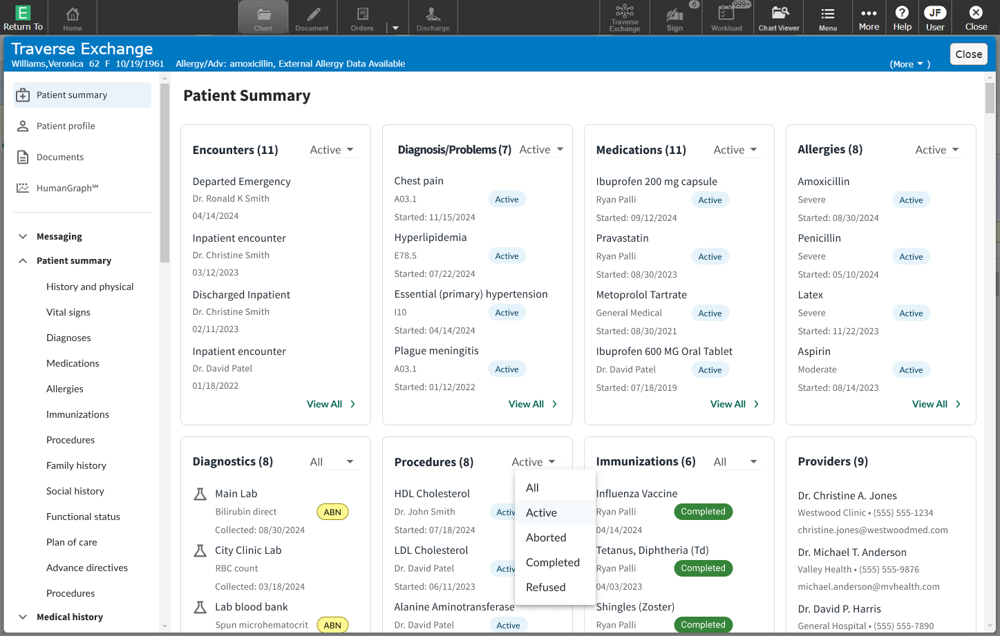 E
Return To
Home
Chart
Document
Orders
Discharge
Traverse
Exchange
6
Sign
999+
Workload
Chart Viewer
Menu
More
Help
JF
User
Close
Traverse Exchange
Williams,Veronica 62 F 10/19/1961 Allergy/Adv: amoxicillin, External Allergy Data Available
(More )
Close
Patient summary
Patient profile
Documents
HumanGraph℠
Messaging
Patient summary
History and physical
Vital signs
Diagnoses
Medications
Allergies
Immunizations
Procedures
Family history
Social history
Functional status
Plan of care
Advance directives
Procedures
Medical history
Patient Summary
Encounters (11) Active
Departed Emergency
Dr. Ronald K Smith
04/14/2024
Inpatient encounter
Dr. Christine Smith
03/12/2023
Discharged Inpatient
Dr. Christine Smith
02/11/2023
Inpatient encounter
Dr. David Patel
01/18/2022
View All
Diagnosis/Problems (7) Active
Chest pain
A03.1 Active
Started: 11/15/2024
Hyperlipidemia
E78.5 Active
Started: 07/22/2024
Essential (primary) hypertension
I10 Active
Started: 04/14/2024
Plague meningitis
A03.1 Active
Started: 01/12/2022
View All
Medications (11) Active
Ibuprofen 200 mg capsule
Ryan Palli Active
Started: 09/12/2024
Pravastatin
Ryan Palli Active
Started: 08/30/2023
Metoprolol Tartrate
General Medical Active
Started: 08/30/2021
Ibuprofen 600 MG Oral Tablet
Dr. David Patel Active
Started: 07/18/2019
View All
Allergies (8) Active
Amoxicillin
Severe Active
Started: 08/30/2024
Penicillin
Severe Active
Started: 05/10/2024
Latex
Severe Active
Started: 11/22/2023
Aspirin
Moderate Active
Started: 08/14/2023
View All
Diagnostics (8) All
Main Lab
Bilirubin direct ABN
Collected: 08/30/2024
City Clinic Lab
RBC count
Collected: 03/18/2024
Lab blood bank
Spun microhematocrit ABN
Procedures (8) Active
HDL Cholesterol
Dr. John Smith Activ
Started: 07/18/2024
LDL Cholesterol
Dr. David Patel Activ
Started: 06/11/2023
Alanine Aminotransferase
Dr. David Patel Active
All
Active
Aborted
Completed
Refused
Immunizations (6) All
Influenza Vaccine
Ryan Palli Completed
04/14/2024
Tetanus, Diphtheria (Td)
Ryan Palli Completed
04/03/2023
Shingles (Zoster)
Ryan Palli Completed
Providers (9)
Dr. Christine A. Jones
Westwood Clinic • (555) 555-1234
christine.jones@westwoodmed.com
Dr. Michael T. Anderson
Valley Health • (555) 555-9876
michael.anderson@mvhealth.com
Dr. David P. Harris
General Hospital • (555) 555-7890